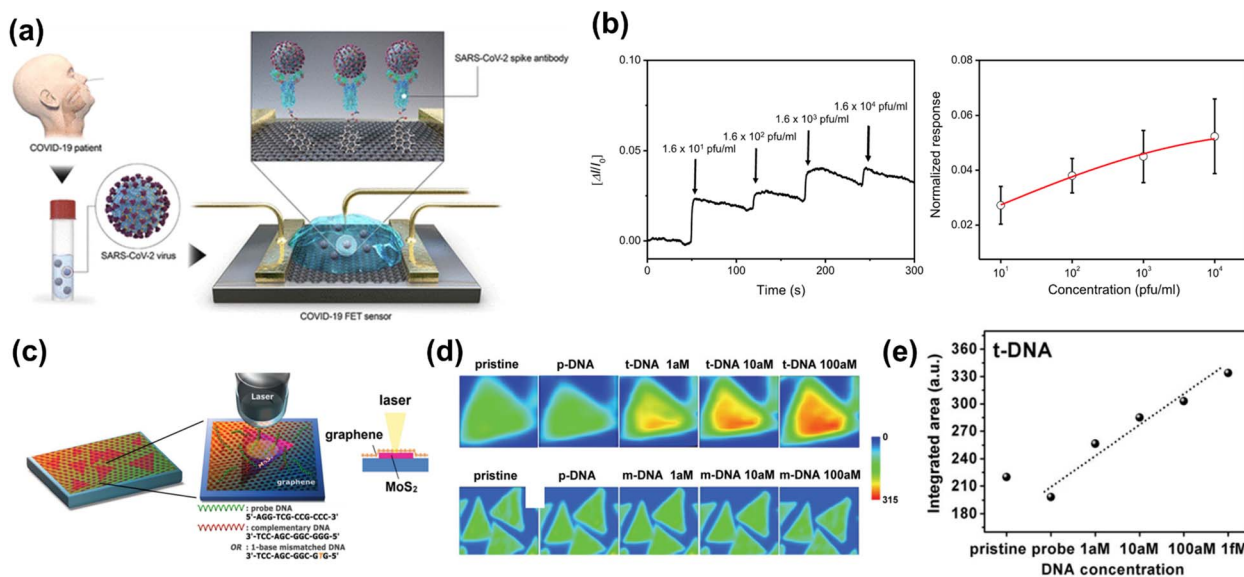 (a)
SARS-CoV-2 spike antibody
COVID-19 patient
SARS-CoV-2 virus
COVID-19 FET sensor
(b)
0.10
0.05
0.00
[ΔI/I₀]
1.6 x 10¹ pfu/ml
1.6 x 10² pfu/ml
1.6 x 10³ pfu/ml
1.6 x 10⁴ pfu/ml
0 100 200 300
Time (s)
0.08
0.06
0.04
0.02
Normalized response
10¹ 10² 10³ 10⁴
Concentration (pfu/ml)
(c)
Laser
graphene
laser
graphene
MoS₂
: probe DNA
5'-AGG-TCG-CCG-CCC-3'
: complementary DNA
3'-TCC-AGC-GGC-GGG-5'
OR : 1-base mismatched DNA
3'-TCC-AGC-GGC-GTG-5'
(d)
pristine p-DNA t-DNA 1aM t-DNA 10aM t-DNA 100aM
0
315
pristine p-DNA m-DNA 1aM m-DNA 10aM m-DNA 100aM
(e)
t-DNA
360
330
300
270
240
210
180
Integrated area (a.u.)
pristine probe 1aM 10aM 100aM 1fM
DNA concentration